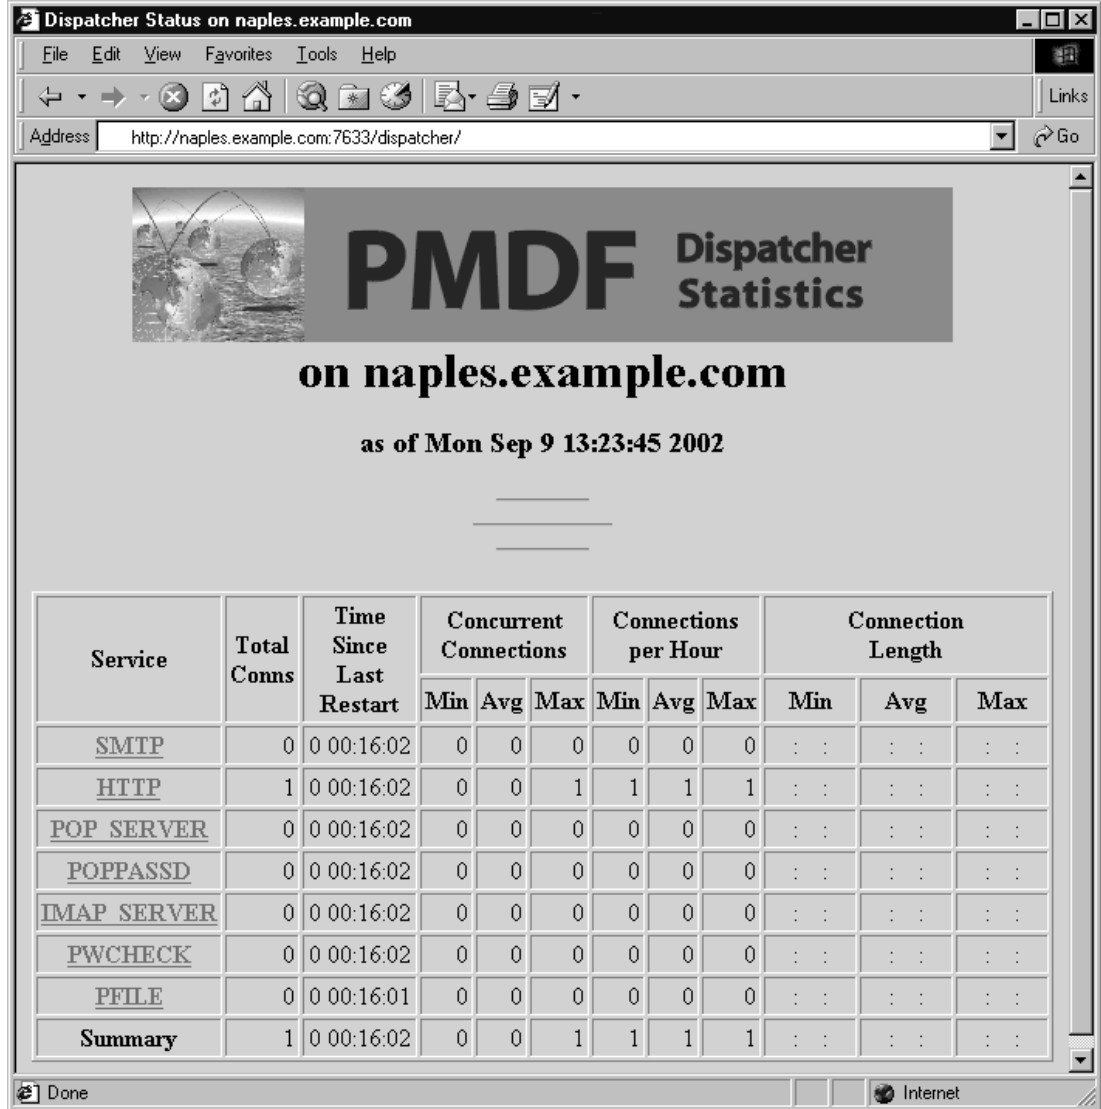 Dispatcher Status on naples.example.com
File Edit View Favorites Tools Help
Links
Address http://naples.example.com:7633/dispatcher/ Go
PMDF Dispatcher
Statistics
on naples.example.com
as of Mon Sep 9 13:23:45 2002
Service Total Conns Time Since Last Restart Concurrent Connections Connections per Hour Connection Length
Min Avg Max Min Avg Max Min Avg Max
SMTP 0 0 00:16:02 0 0 0 0 0 0 : : : : : :
HTTP 1 0 00:16:02 0 0 1 1 1 1 : : : : : :
POP_SERVER 0 0 00:16:02 0 0 0 0 0 0 : : : : : :
POPPASSD 0 0 00:16:02 0 0 0 0 0 0 : : : : : :
IMAP_SERVER 0 0 00:16:02 0 0 0 0 0 0 : : : : : :
PWCHECK 0 0 00:16:02 0 0 0 0 0 0 : : : : : :
PFILE 0 0 00:16:01 0 0 0 0 0 0 : : : : : :
Summary 1 0 00:16:02 0 0 1 1 1 1 : : : : : :
Done Internet